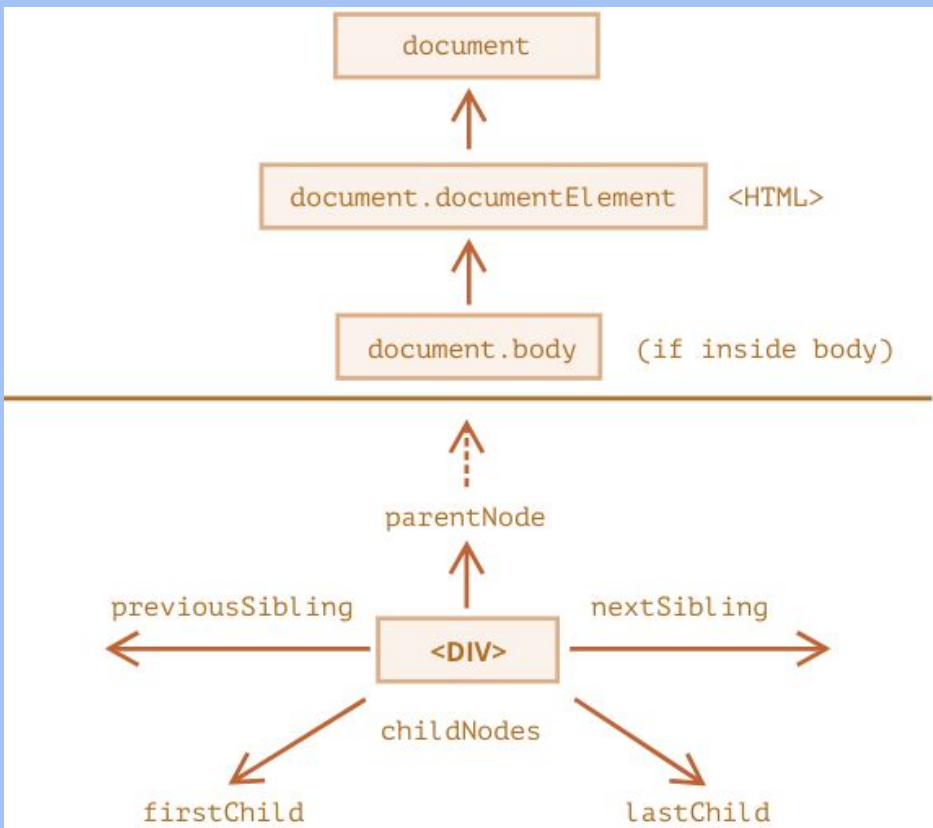 document
document.documentElement <HTML>
document.body (if inside body)
parentNode
previousSibling nextSibling
<DIV>
childNodes
firstChild lastChild